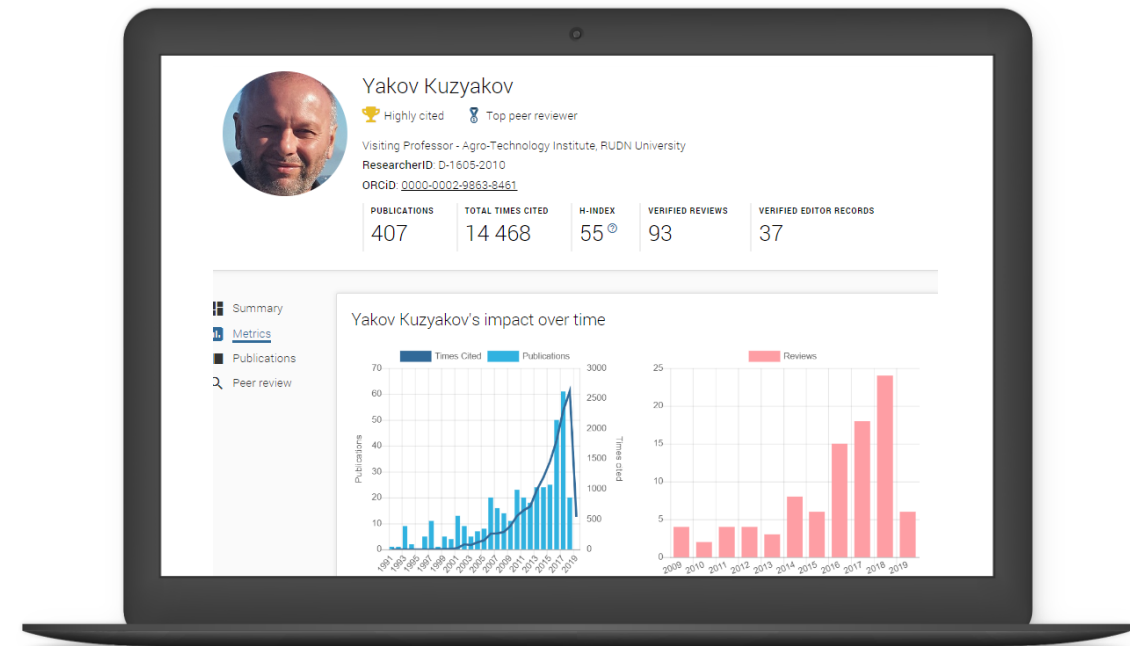 Yakov Kuzyakov
Highly cited Top peer reviewer
Visiting Professor - Agro-Technology Institute, RUDN University
ResearcherID: D-1605-2010
ORCiD: 0000-0002-9863-8461
PUBLICATIONS TOTAL TIMES CITED H-INDEX VERIFIED REVIEWS VERIFIED EDITOR RECORDS
407 14 468 55 ? 93 37
Summary
Metrics
Publications
Peer review
Yakov Kuzyakov's impact over time
Times Cited Publications
70 3000
60 2500
50 2000
40 1500
30 1000
20 500
10 0
0
Publications
Times cited
1991 1993 1995 1997 1999 2001 2003 2005 2007 2009 2011 2013 2015 2017 2019
Reviews
25
20
15
10
5
0
2009 2010 2011 2012 2013 2014 2015 2016 2017 2018 2019